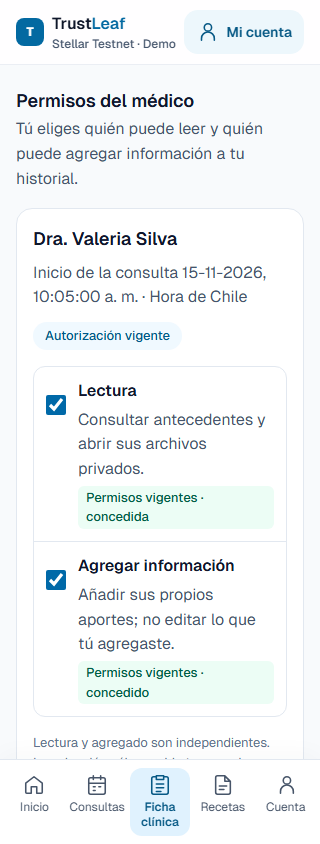 T
TrustLeaf
Stellar Testnet · Demo
Mi cuenta
Permisos del médico
Tú eliges quién puede leer y quién
puede agregar información a tu
historial.
Dra. Valeria Silva
Inicio de la consulta 15-11-2026,
10:05:00 a. m. · Hora de Chile
Autorización vigente
Lectura
Consultar antecedentes y
abrir sus archivos
privados.
Permisos vigentes ·
concedida
Agregar información
Añadir sus propios
aportes; no editar lo que
tú agregaste.
Permisos vigentes ·
concedido
Lectura y agregado son independientes.
Inicio
Consultas
Ficha
clínica
Recetas
Cuenta